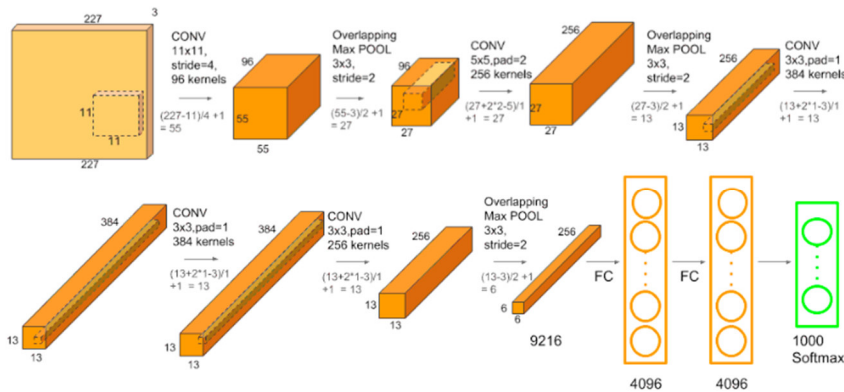 227
3
11
11
227
CONV
11x11,
stride=4,
96 kernels
(227-11)/4 +1
= 55
96
55
55
Overlapping
Max POOL
3x3,
stride=2
(55-3)/2 +1
= 27
96
27
27
CONV
5x5,pad=2
256 kernels
(27+2*2-5)/1
+1 = 27
256
27
27
Overlapping
Max POOL
3x3,
stride=2
(27-3)/2 +1
= 13
256
13
13
CONV
3x3,pad=1
384 kernels
(13+2*1-3)/1
+1 = 13
384
13
13
CONV
3x3,pad=1
384 kernels
(13+2*1-3)/1
+1 = 13
384
13
13
CONV
3x3,pad=1
256 kernels
(13+2*1-3)/1
+1 = 13
256
13
13
Overlapping
Max POOL
3x3,
stride=2
(13-3)/2 +1
= 6
256
6
6
9216
FC
4096
FC
4096
1000
Softmax